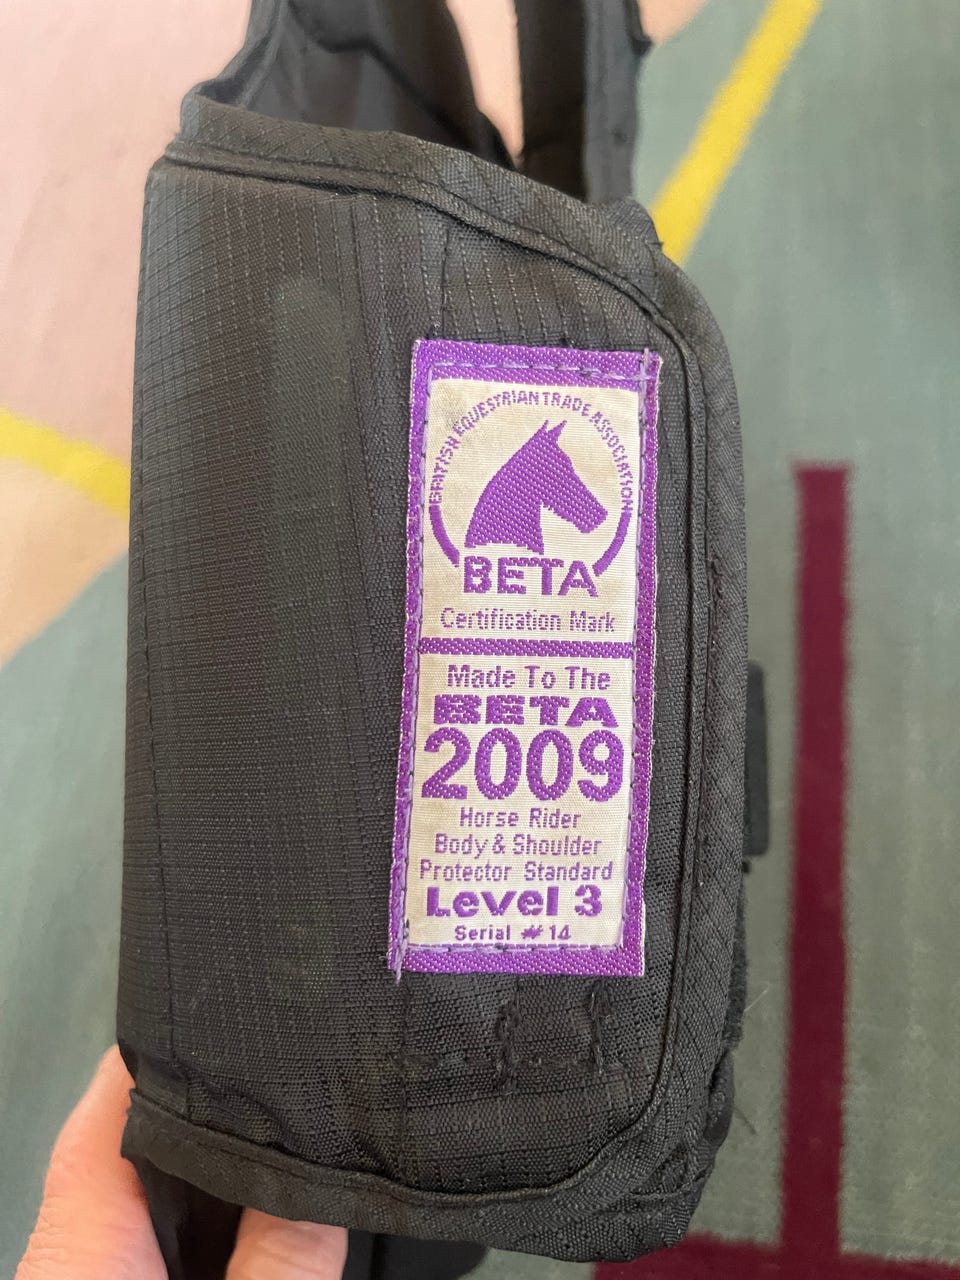 BRITISH EQUESTRIAN TRADE ASSOCIATION
BETA
Certification Mark
Made To The
BETA
2009
Horse Rider
Body & Shoulder
Protector Standard
Level 3
Serial # 14